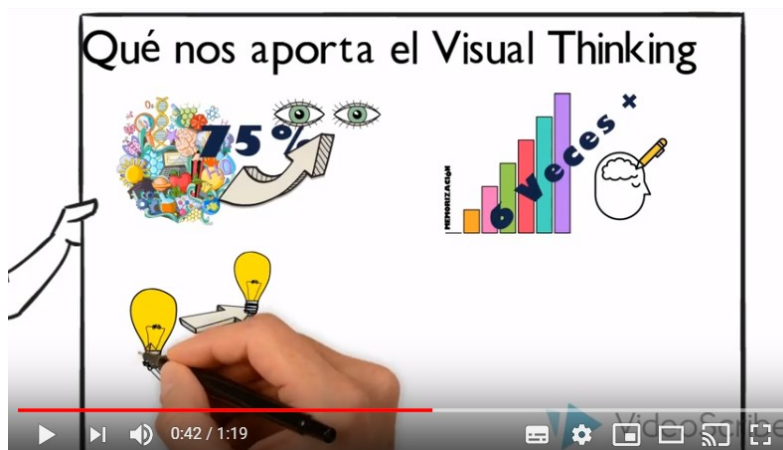 Qué nos aporta el Visual Thinking
75%
MEMORIZACIÓN
6 veces +
0:42 / 1:19
VideoScribe